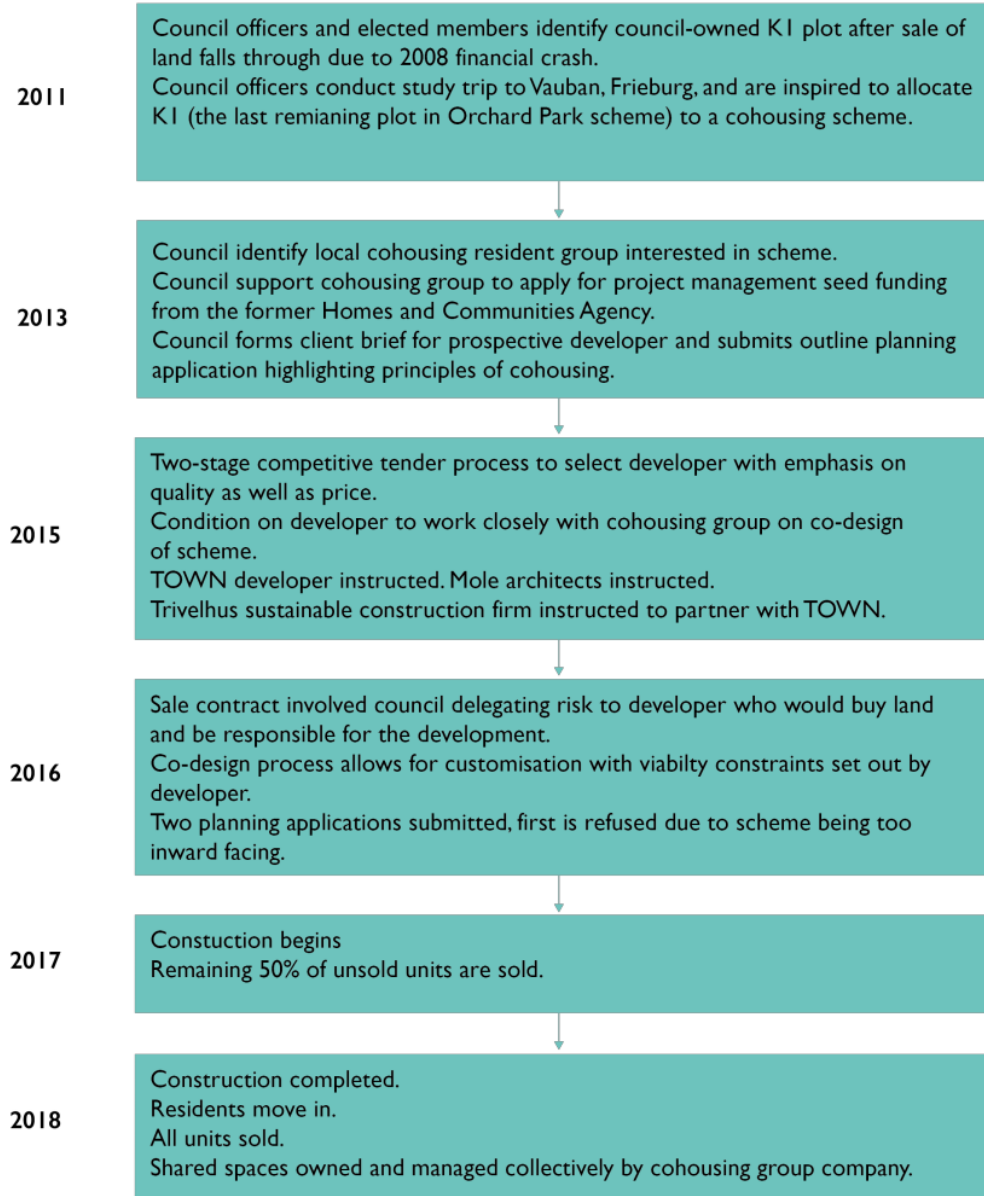 2011
Council officers and elected members identify council-owned K1 plot after sale of
land falls through due to 2008 financial crash.
Council officers conduct study trip to Vauban, Frieburg, and are inspired to allocate
K1 (the last remianing plot in Orchard Park scheme) to a cohousing scheme.
2013
Council identify local cohousing resident group interested in scheme.
Council support cohousing group to apply for project management seed funding
from the former Homes and Communities Agency.
Council forms client brief for prospective developer and submits outline planning
application highlighting principles of cohousing.
2015
Two-stage competitive tender process to select developer with emphasis on
quality as well as price.
Condition on developer to work closely with cohousing group on co-design
of scheme.
TOWN developer instructed. Mole architects instructed.
Trivelhus sustainable construction firm instructed to partner with TOWN.
2016
Sale contract involved council delegating risk to developer who would buy land
and be responsible for the development.
Co-design process allows for customisation with viabilty constraints set out by
developer.
Two planning applications submitted, first is refused due to scheme being too
inward facing.
2017
Constuction begins
Remaining 50% of unsold units are sold.
2018
Construction completed.
Residents move in.
All units sold.
Shared spaces owned and managed collectively by cohousing group company.